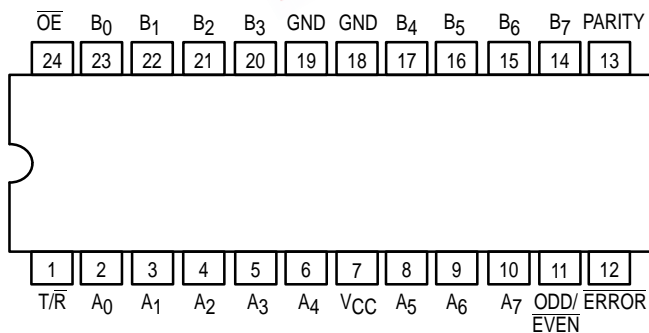 OE B0 B1 B2 B3 GND GND B4 B5 B6 B7 PARITY
24 23 22 21 20 19 18 17 16 15 14 13
1 2 3 4 5 6 7 8 9 10 11 12
T/R A0 A1 A2 A3 A4 VCC A5 A6 A7 ODD/ ERROR
EVEN